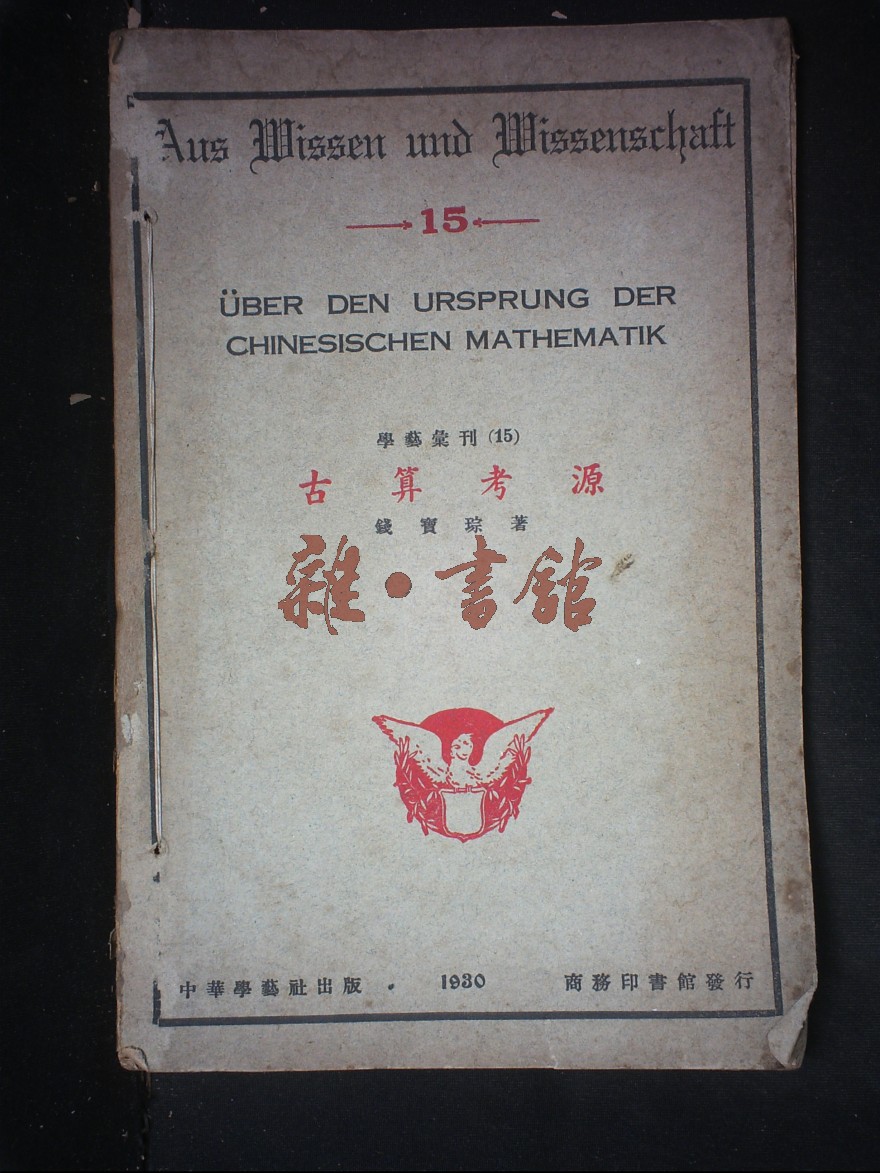 Aus Wissen und Wissenschaft
15
ÜBER DEN URSPRUNG DER
CHINESISCHEN MATHEMATIK
學藝彙刊(15)
古算考源
錢寶琮著
雜·書館
中華學藝社出版 · 1930 商務印書館發行